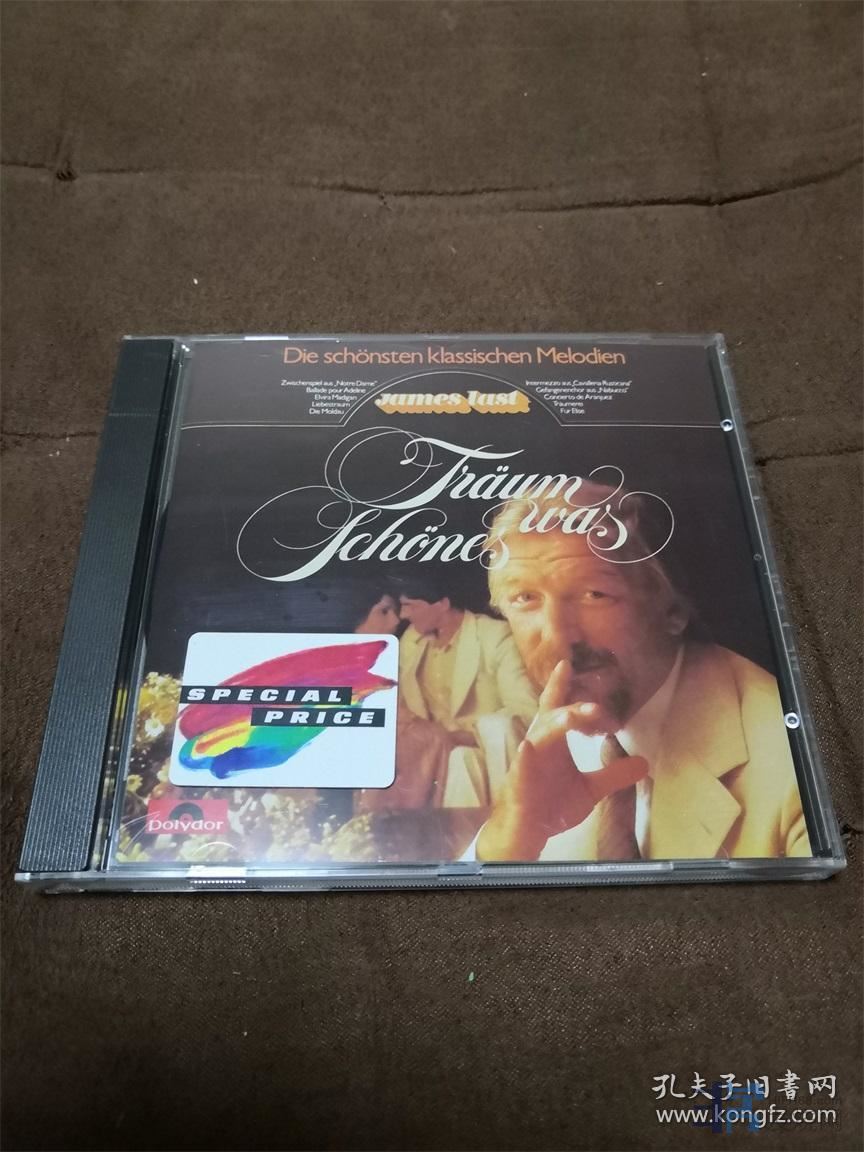 Die schönsten klassischen Melodien
Zwischenspiel aus „Notre Dame"
Ballade pour Adeline
Elvira Madigan
Liebestraum
Die Moldau
james last
Intermezzo aus „Cavalleria Rusticana"
Gefangenenchor aus „Nabucco"
Concierto de Aranjuez
Träumerei
Für Elise
Träum was
Schönes
SPECIAL
PRICE
Polydor
孔夫子旧書网
www.kongfz.com